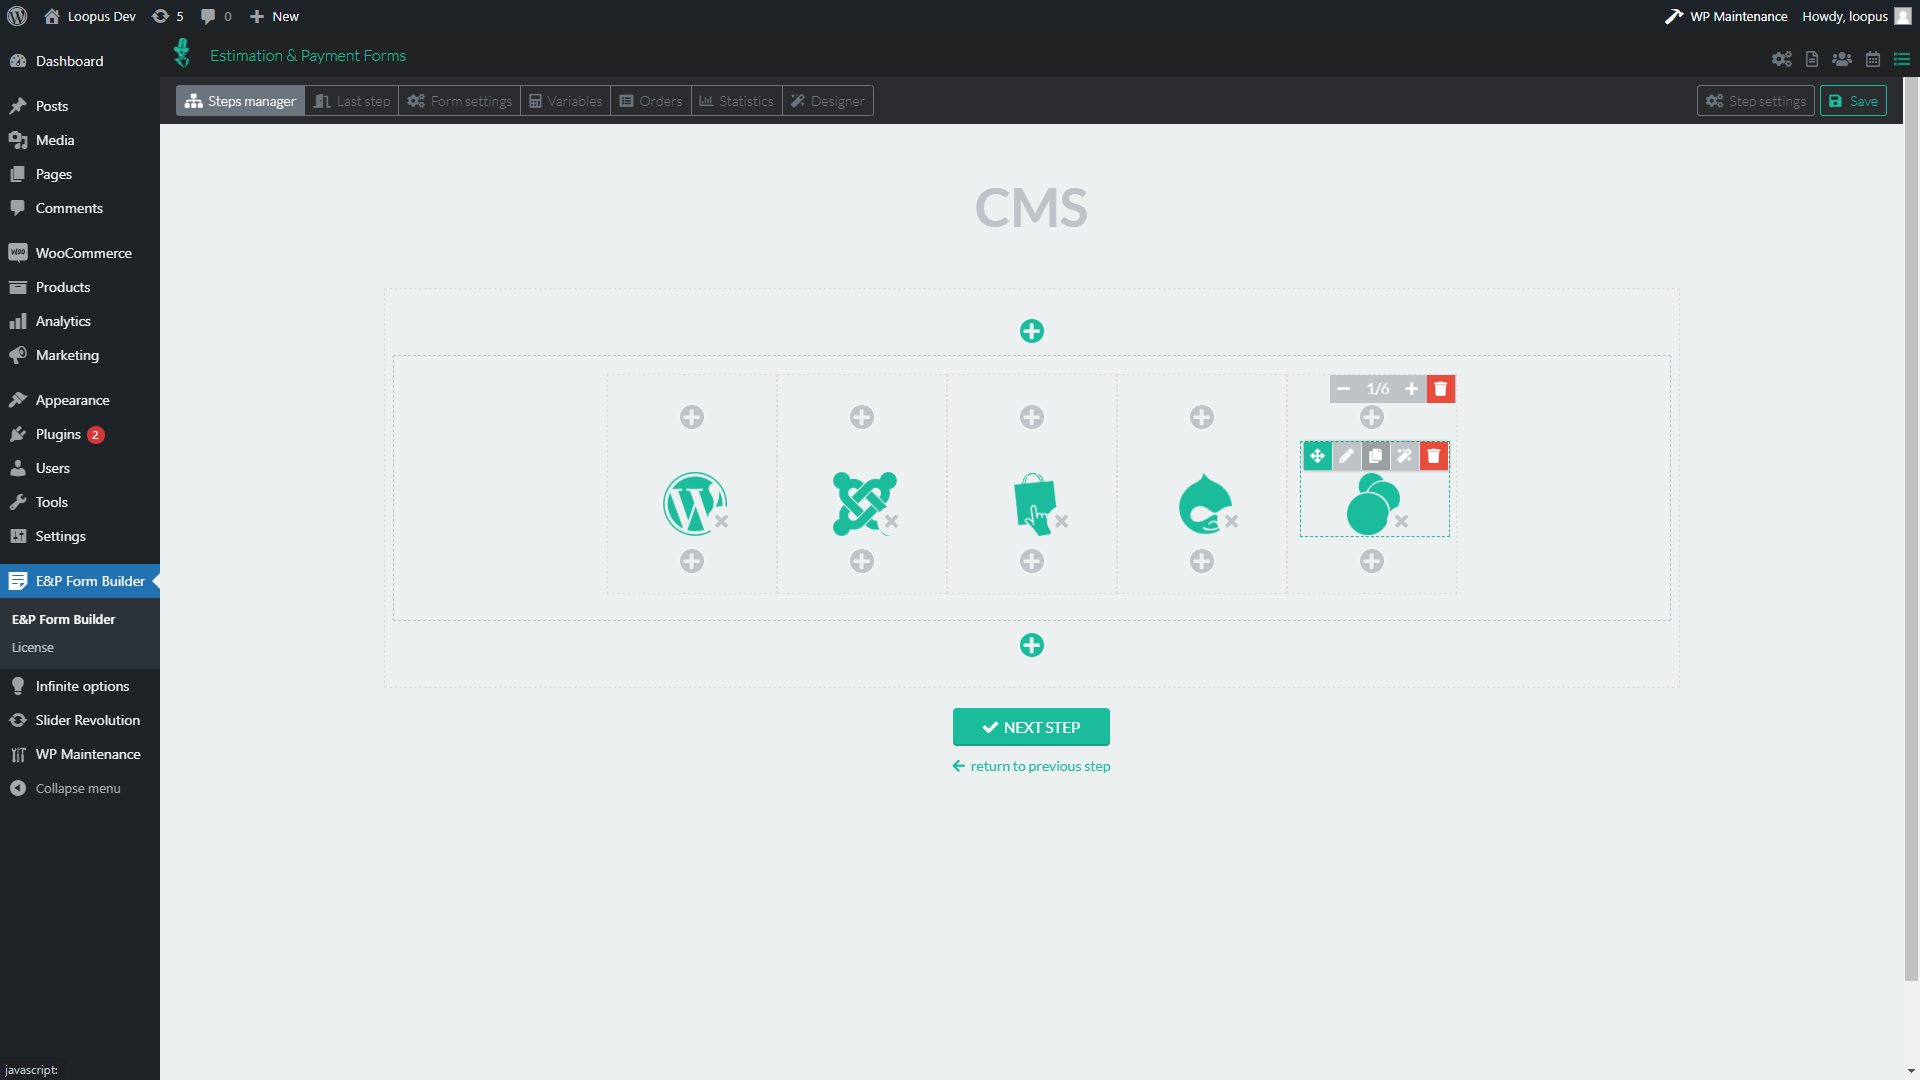 Loopus Dev
5
0
New
WP Maintenance
Howdy, loopus
Estimation & Payment Forms
Dashboard
Posts
Media
Pages
Comments
WOO
WooCommerce
Products
Analytics
Marketing
Appearance
Plugins 2
Users
Tools
Settings
E&P Form Builder
E&P Form Builder
License
Infinite options
Slider Revolution
WP Maintenance
Collapse menu
javascript:
Steps manager
Last step
Form settings
Variables
Orders
Statistics
Designer
Step settings
Save
CMS
1/6
NEXT STEP
return to previous step